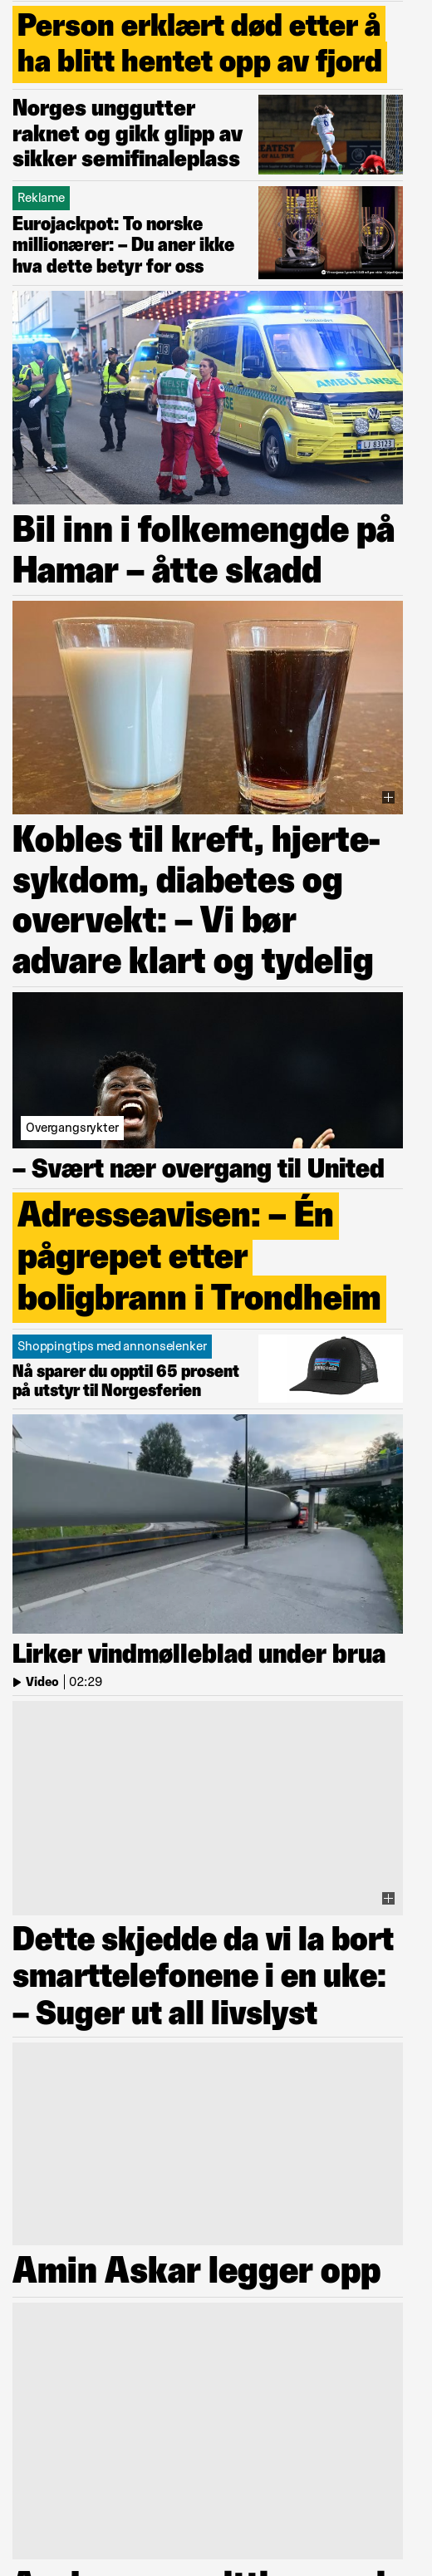 Person erklært død etter å
ha blitt hentet opp av fjord
Norges unggutter
raknet og gikk glipp av
sikker semifinaleplass
Reklame
Eurojackpot: To norske
millionærer: – Du aner ikke
hva dette betyr for oss
HELSE
AMBULANSE
Bil inn i folkemengde på
Hamar – åtte skadd
Kobles til kreft, hjerte-
sykdom, diabetes og
overvekt: – Vi bør
advare klart og tydelig
Overgangsrykter
– Svært nær overgang til United
Adresseavisen: – Én
pågrepet etter
boligbrann i Trondheim
Shoppingtips med annonselenker
Nå sparer du opptil 65 prosent
på utstyr til Norgesferien
patagonia
Lirker vindmølleblad under brua
Video | 02:29
Dette skjedde da vi la bort
smarttelefonene i en uke:
– Suger ut all livslyst
Amin Askar legger opp